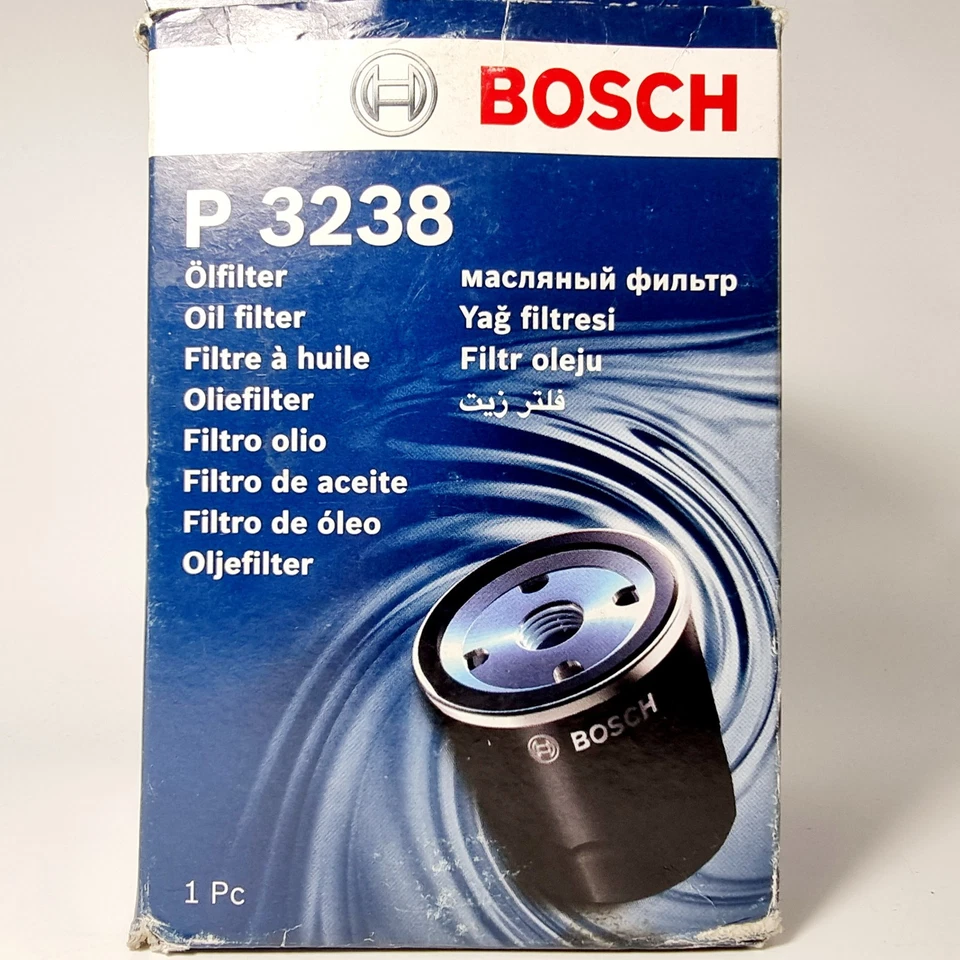 BOSCH
P 3238
Ölfilter
Oil filter
Filtre à huile
Oliefilter
Filtro olio
Filtro de aceite
Filtro de óleo
Oljefilter
масляный фильтр
Yağ filtresi
Filtr oleju
فلتر زيت
BOSCH
1 Pc